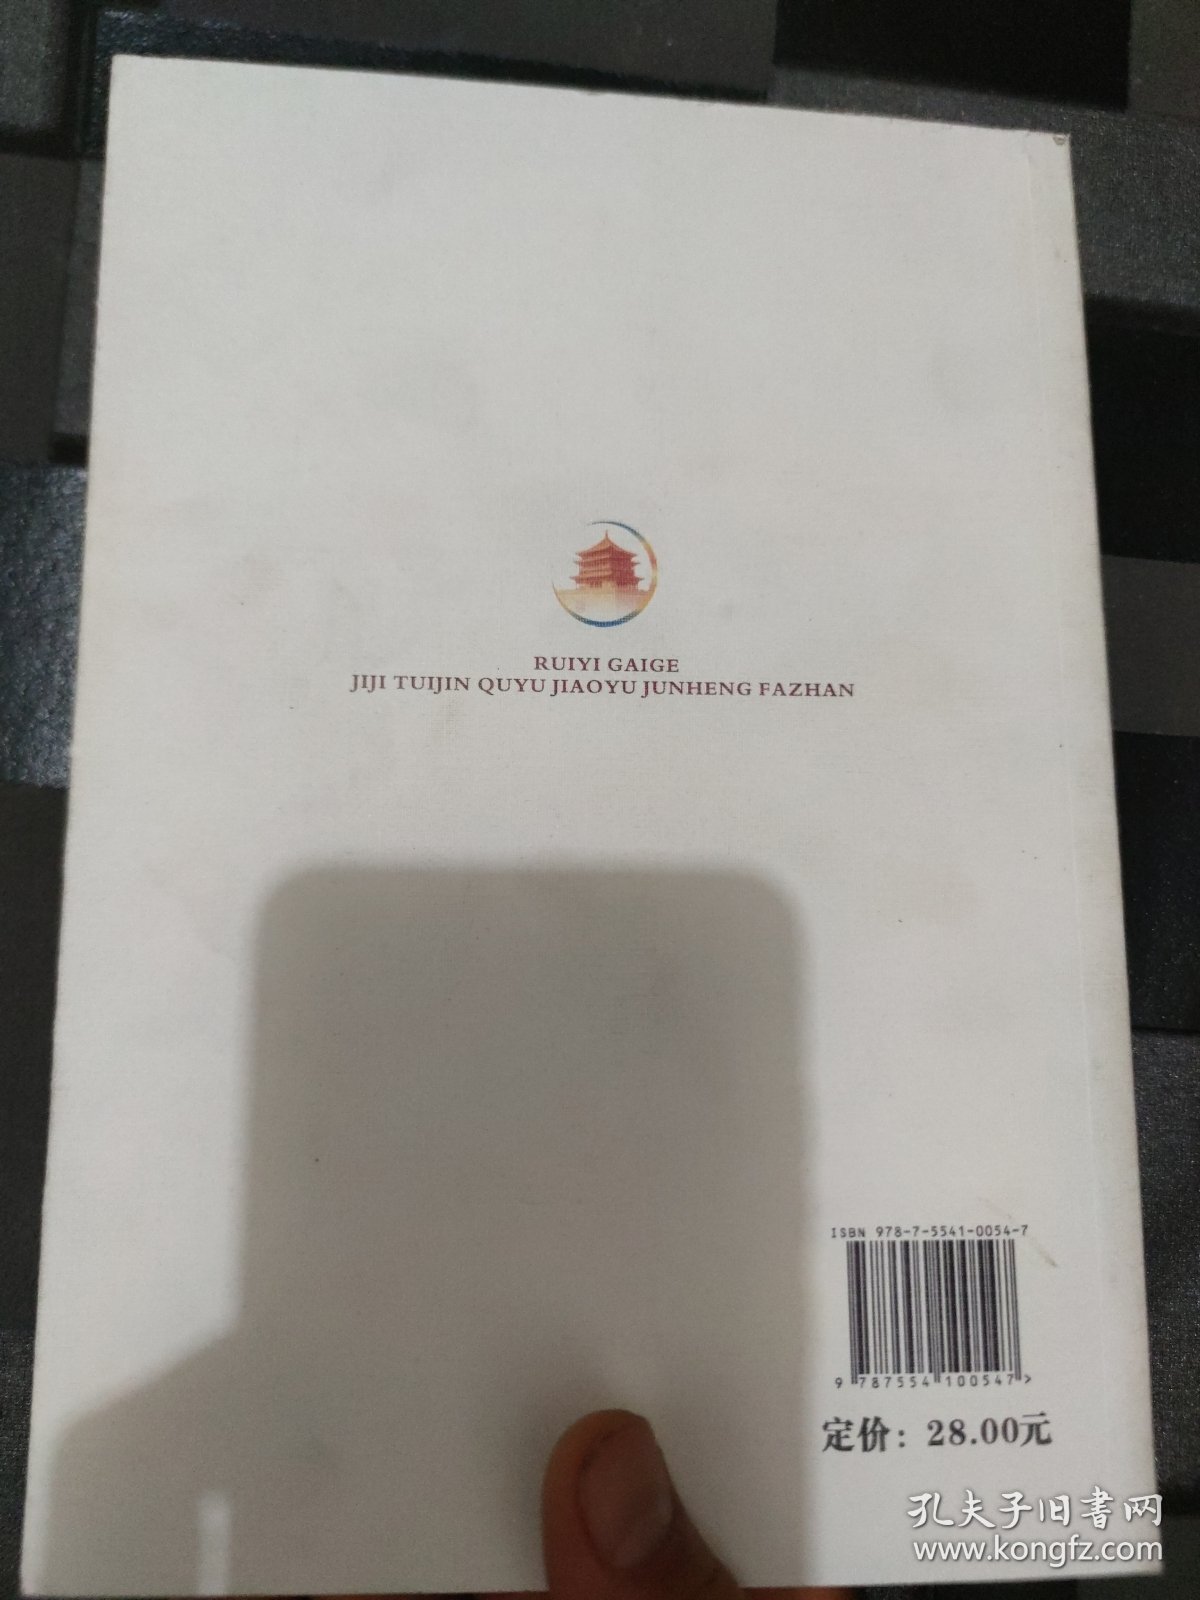 RUIYI GAIGE
JIJI TUIJIN QUYU JIAOYU JUNHENG FAZHAN
ISBN 978-7-5541-0054-7
9 787554 100547 >
定价：28.00元
孔夫子旧书网
www.kongfz.com